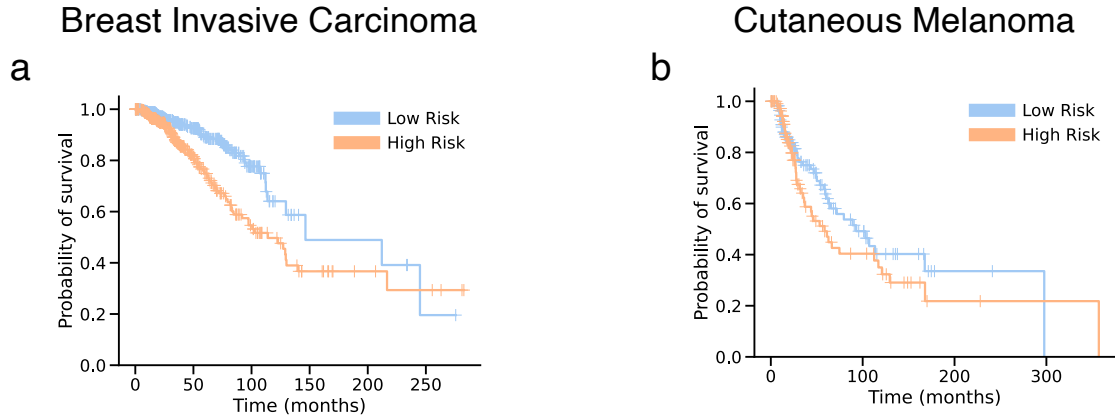 Breast Invasive Carcinoma
Cutaneous Melanoma
a
b
Low Risk
High Risk
Probability of survival
1.0
0.8
0.6
0.4
0.2
0.0
0 50 100 150 200 250
Time (months)
Low Risk
High Risk
Probability of survival
1.0
0.8
0.6
0.4
0.2
0.0
0 100 200 300
Time (months)